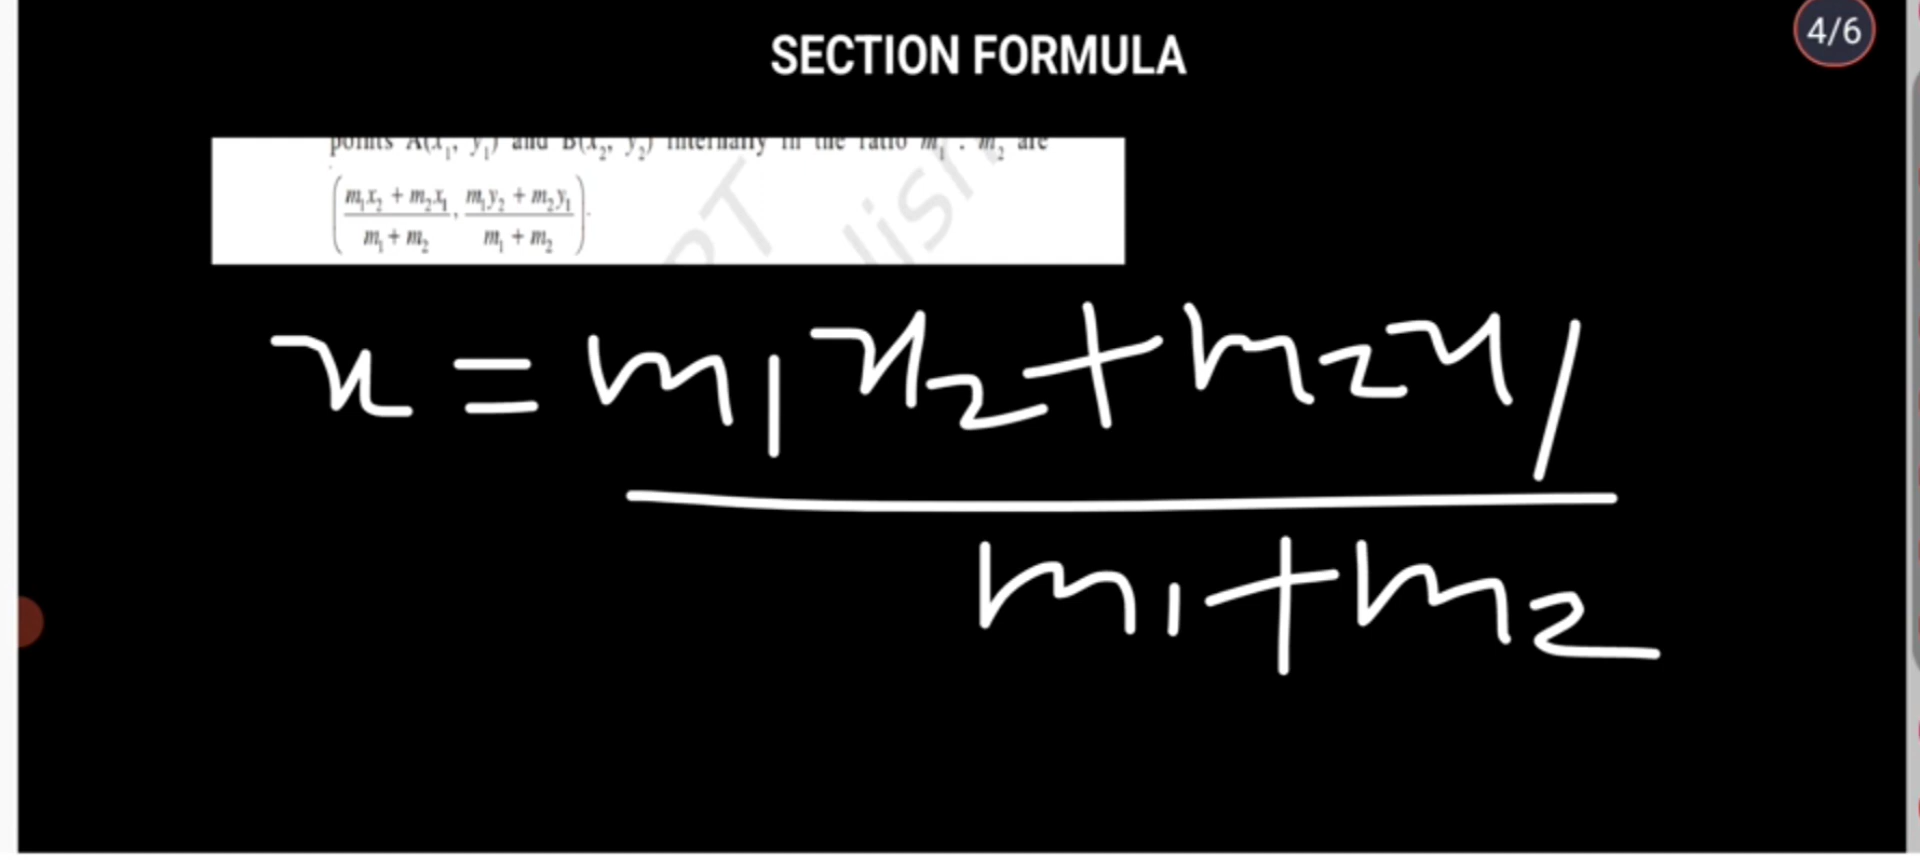 4/6
SECTION FORMULA
points A(x₁, y₁) and B(x₂, y₂) internally in the ratio m₁ : m₂ are
(m₁x₂ + m₂x₁ / m₁ + m₂, m₁y₂ + m₂y₁ / m₁ + m₂).
x = m₁x₂ + m₂x₁
m₁ + m₂